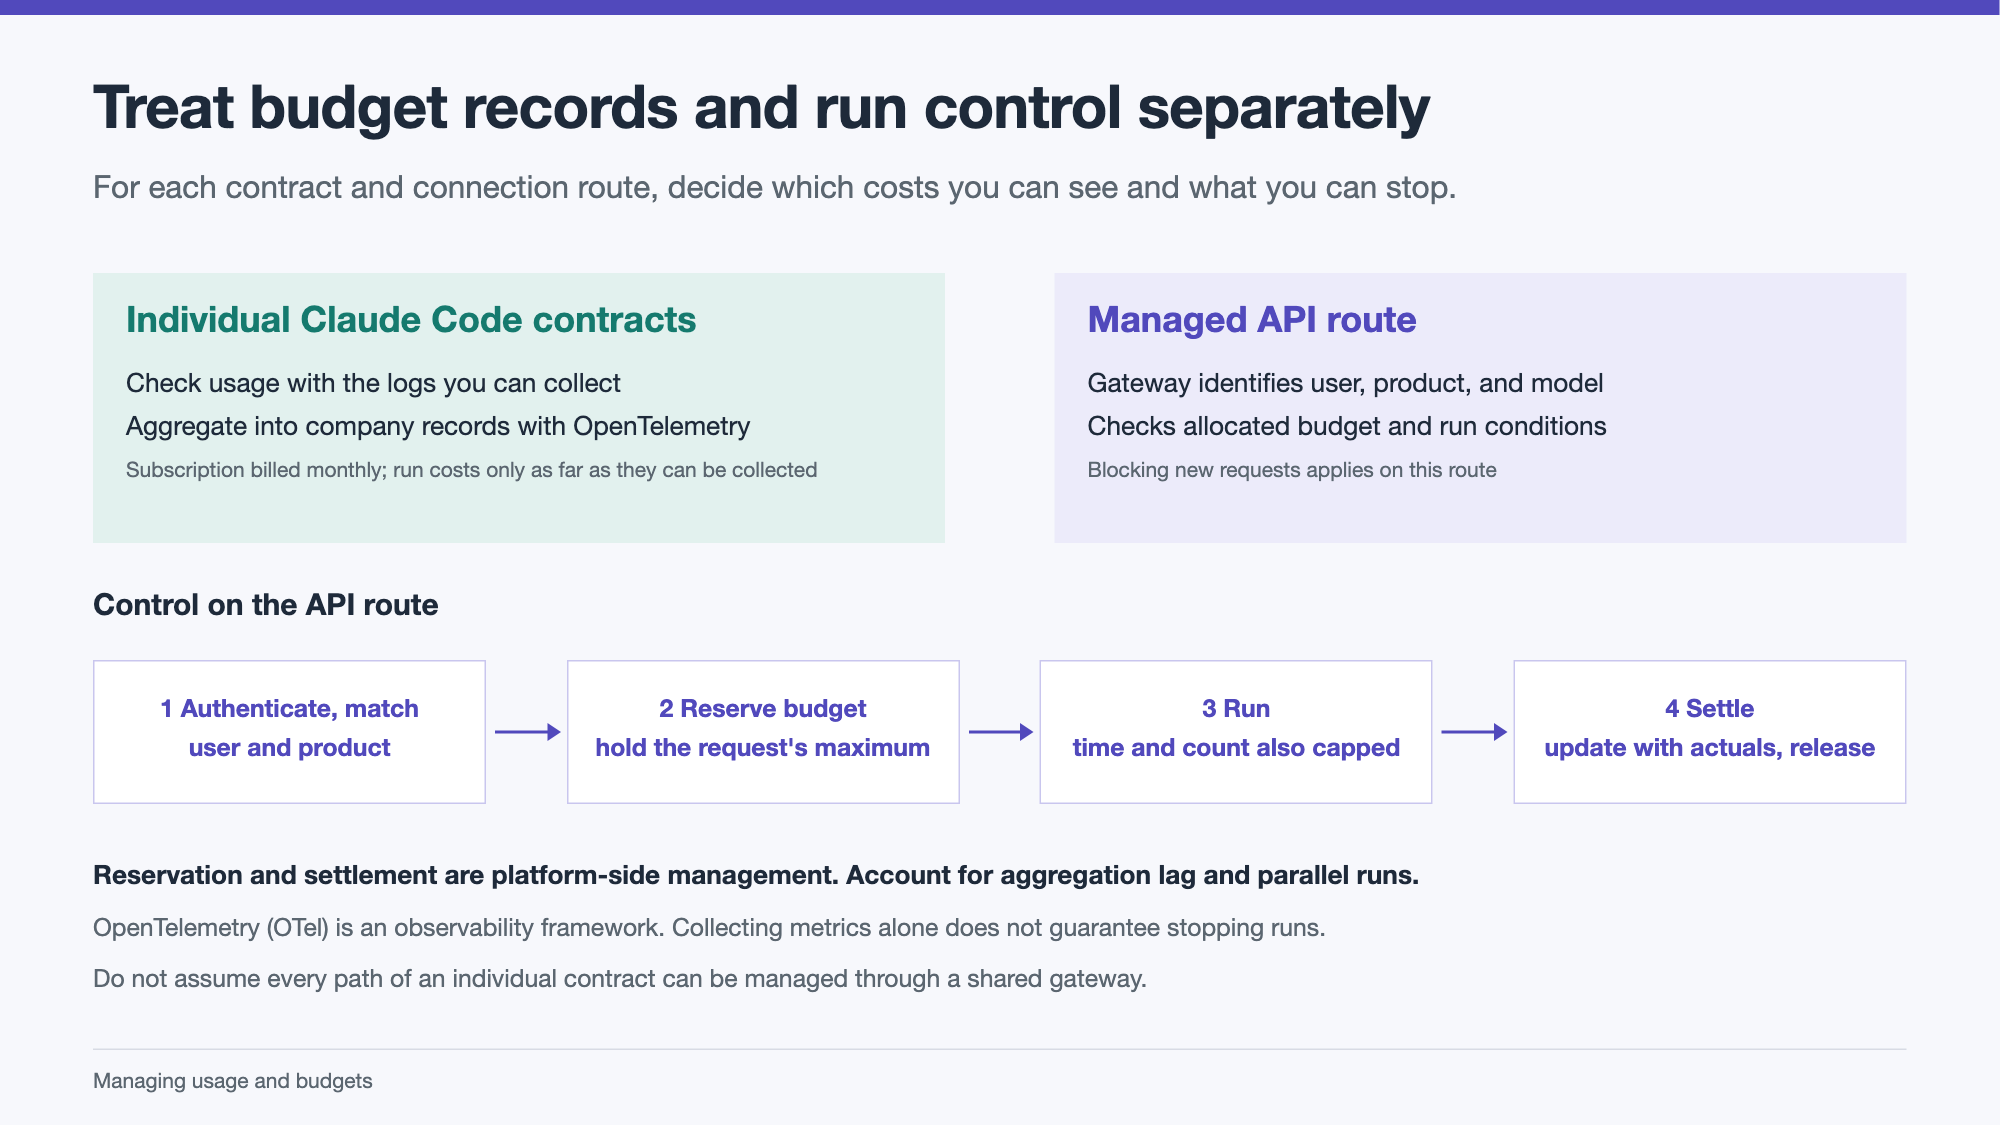 Treat budget records and run control separately
For each contract and connection route, decide which costs you can see and what you can stop.
Individual Claude Code contracts
Check usage with the logs you can collect
Aggregate into company records with OpenTelemetry
Subscription billed monthly; run costs only as far as they can be collected
Managed API route
Gateway identifies user, product, and model
Checks allocated budget and run conditions
Blocking new requests applies on this route
Control on the API route
1 Authenticate, match
user and product
2 Reserve budget
hold the request's maximum
3 Run
time and count also capped
4 Settle
update with actuals, release
Reservation and settlement are platform-side management. Account for aggregation lag and parallel runs.
OpenTelemetry (OTel) is an observability framework. Collecting metrics alone does not guarantee stopping runs.
Do not assume every path of an individual contract can be managed through a shared gateway.
Managing usage and budgets